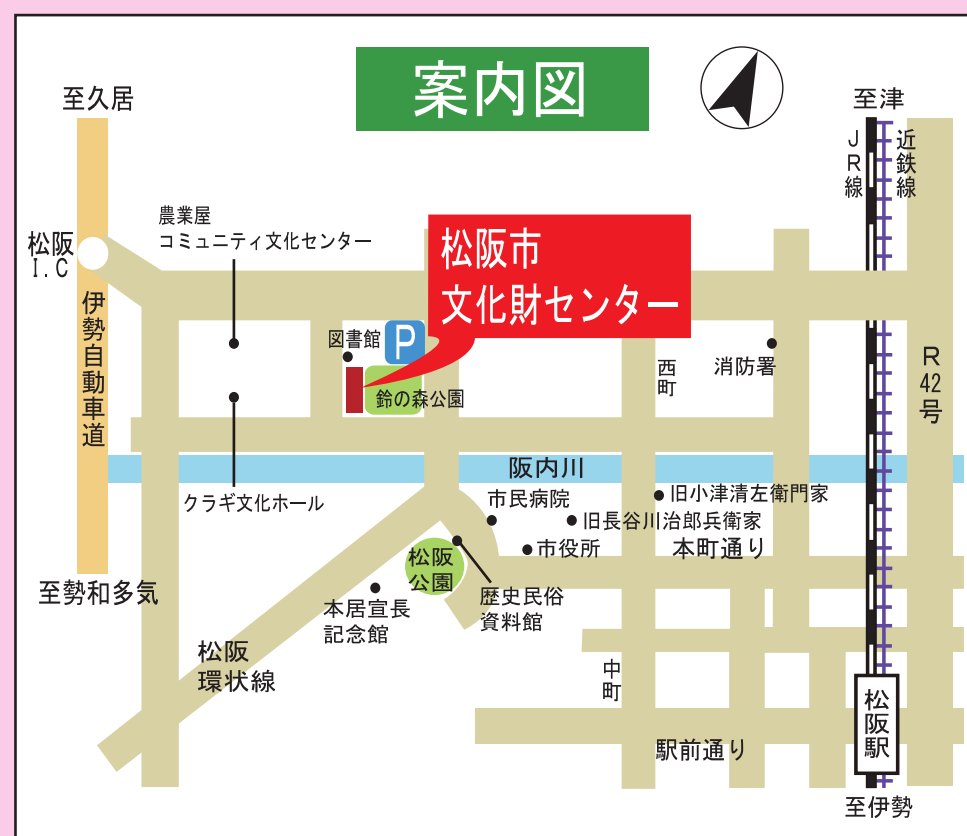 案内図
至久居
至津
JR線
近鉄線
農業屋
コミュニティ文化センター
松阪
I.C
松阪市
文化財センター
伊勢自動車道
図書館
P
西町
消防署
R
42
号
鈴の森公園
阪内川
クラギ文化ホール
市民病院
旧小津清左衛門家
旧長谷川治郎兵衛家
市役所
本町通り
松阪
公園
至勢和多気
本居宣長
記念館
歴史民俗
資料館
松阪
環状線
中町
松阪駅
駅前通り
至伊勢